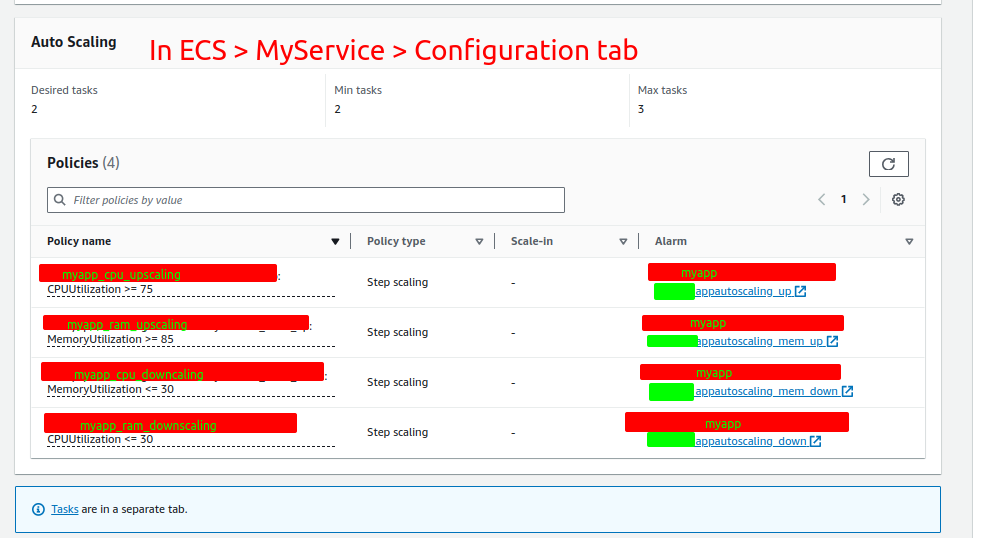 Auto Scaling
In ECS > MyService > Configuration tab
Desired tasks Min tasks Max tasks
2 2 3
Policies (4)
Filter policies by value
1
Policy name Policy type Scale-in Alarm
myapp_cpu_upscaling: Step scaling - myapp
CPUUtilization >= 75 appautoscaling_up
myapp_ram_upscaling: Step scaling - myapp
MemoryUtilization >= 85 appautoscaling_mem_up
myapp_cpu_downcaling: Step scaling - myapp
MemoryUtilization <= 30 appautoscaling_mem_down
myapp_ram_downscaling Step scaling - myapp
CPUUtilization <= 30 appautoscaling_down
Tasks are in a separate tab.